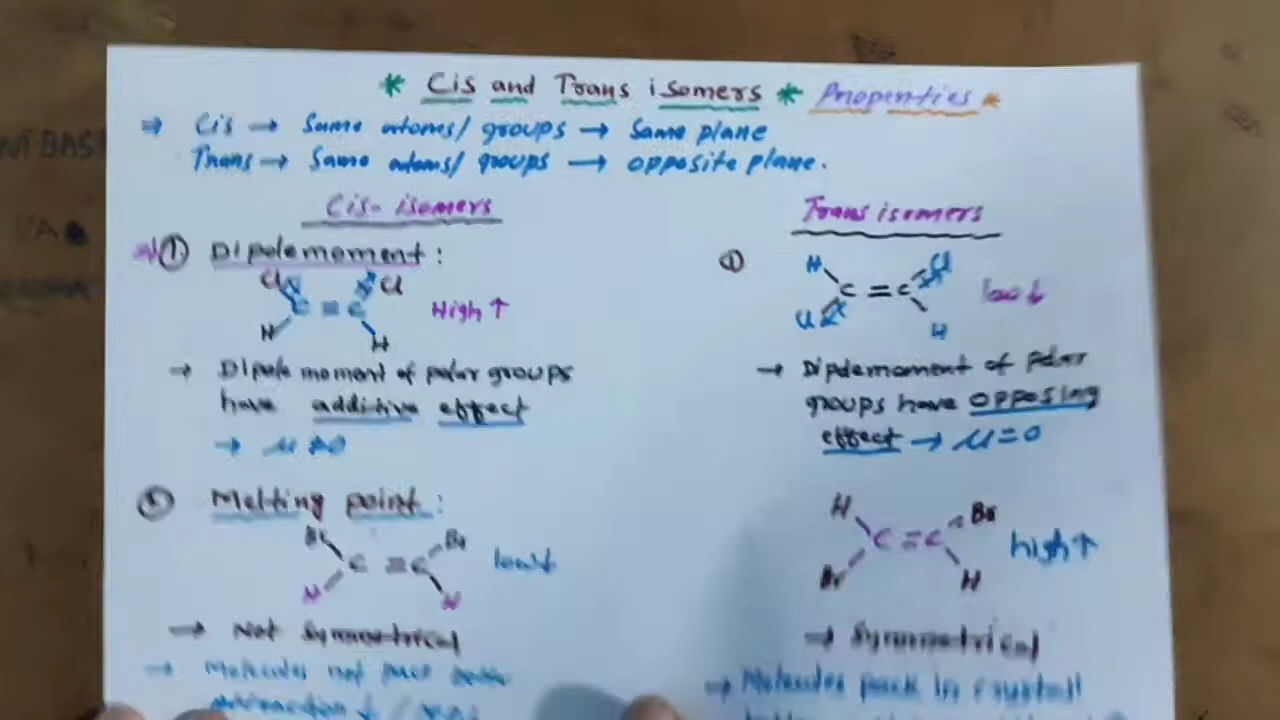 * Cis and Trans isomers * Properties *
⇒ Cis → Same atoms/ groups → Same plane
Trans → Same atoms/ groups → opposite plane.
Cis- isomers
① Dipolemoment :
Cl Cl
C = C High ↑
H H
→ Dipole moment of polar groups
have additive effect
→ μ ≠ 0
Melting point :
Br Br
C = C low↓
H H
→ Not Symmetrical
→ Molecules not pack
Trans isomers
①
H Cl
C = C low ↓
Cl H
→ Dipolemoment of polar
groups have opposing
effect → μ = 0
H Br
C = C high ↑
Br H
→ Symmetrical
→ Molecules pack in crystal